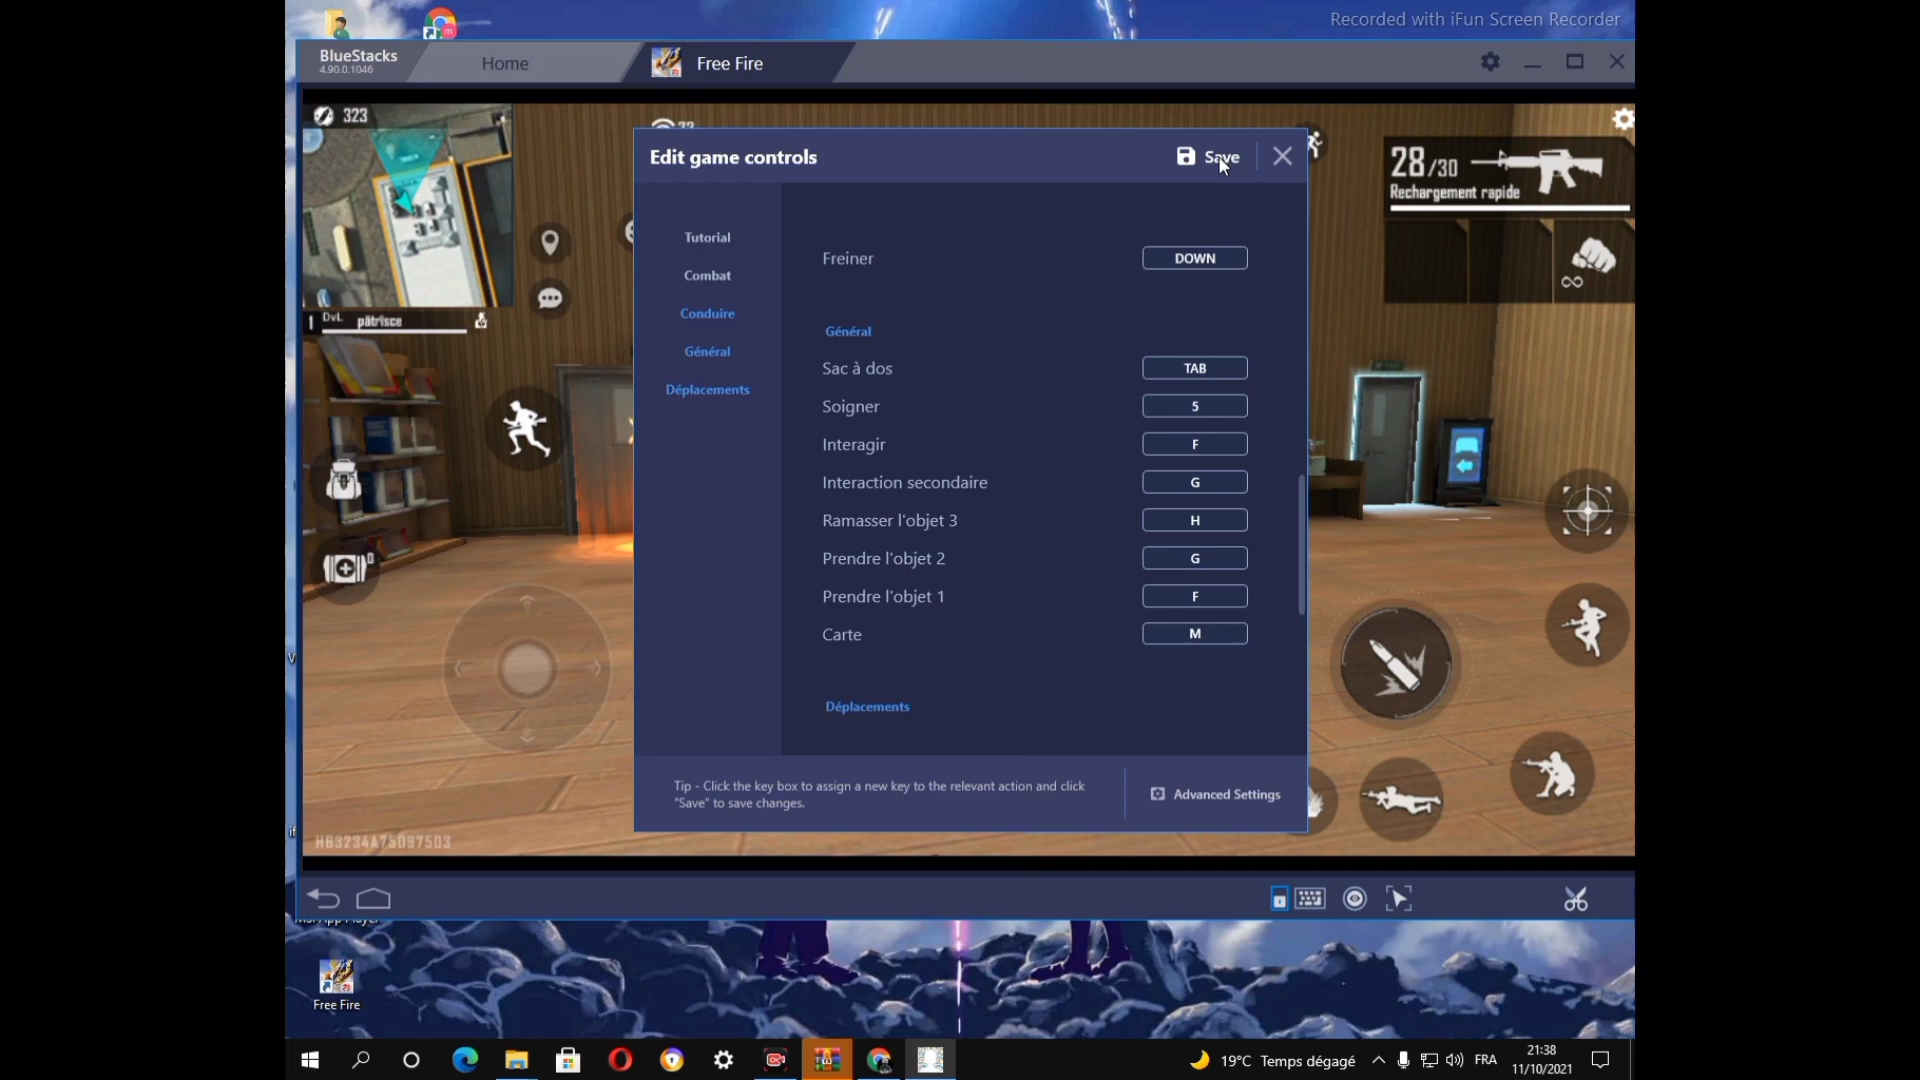 Recorded with iFun Screen Recorder
BlueStacks
4.90.0.1046
Home
Free Fire
323
Edit game controls
Save
28/30
Rechargement rapide
Tutorial
Combat
Conduire
Général
Déplacements
1 DvL pâtrisce
Freiner DOWN
Général
Sac à dos TAB
Soigner 5
Interagir F
Interaction secondaire G
Ramasser l'objet 3 H
Prendre l'objet 2 G
Prendre l'objet 1 F
Carte M
Déplacements
Tip - Click the key box to assign a new key to the relevant action and click
"Save" to save changes.
Advanced Settings
Free Fire
19°C Temps dégagé
FRA
21:38
11/10/2021